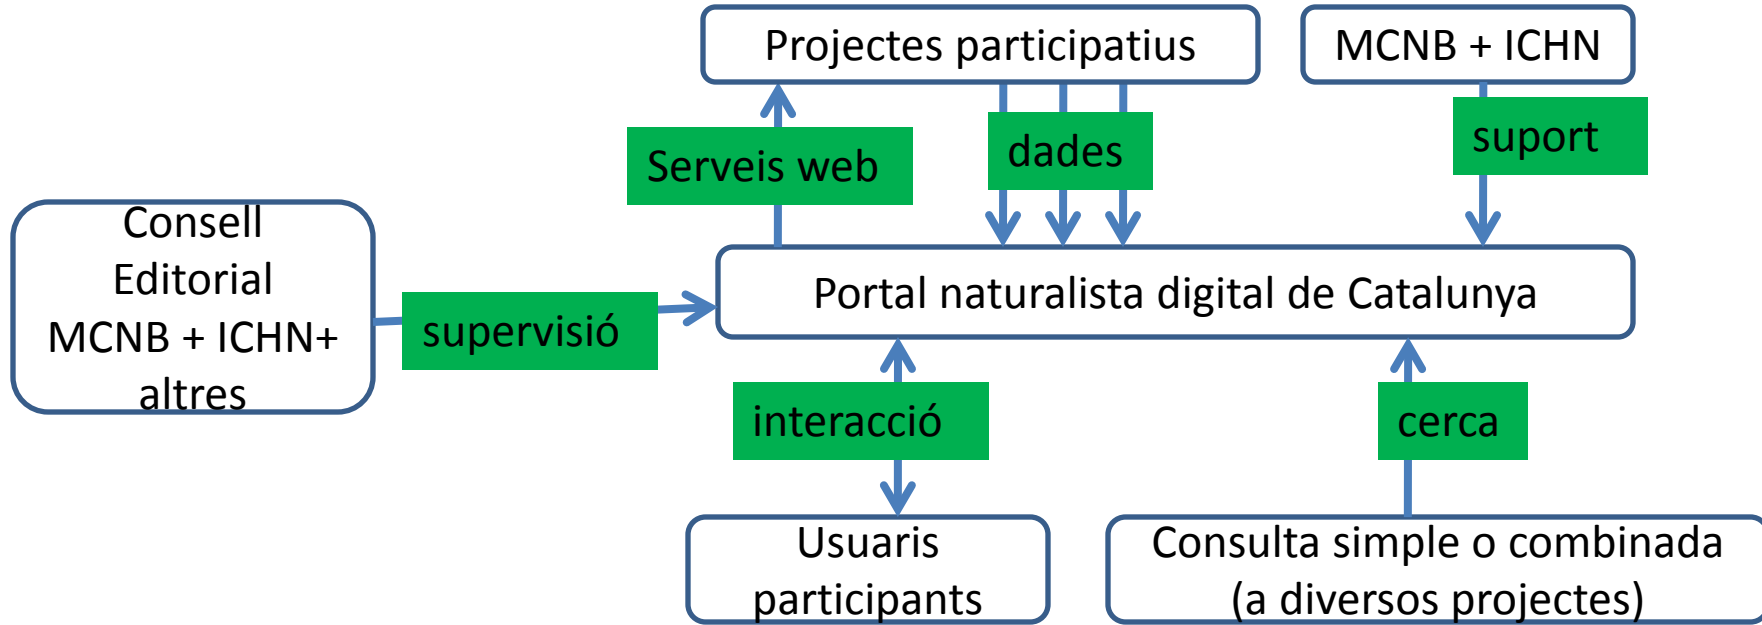 Projectes participatius
MCNB + ICHN
Serveis web
dades
suport
Consell
Editorial
MCNB + ICHN+
altres
supervisió
Portal naturalista digital de Catalunya
interacció
cerca
Usuaris
participants
Consulta simple o combinada
(a diversos projectes)